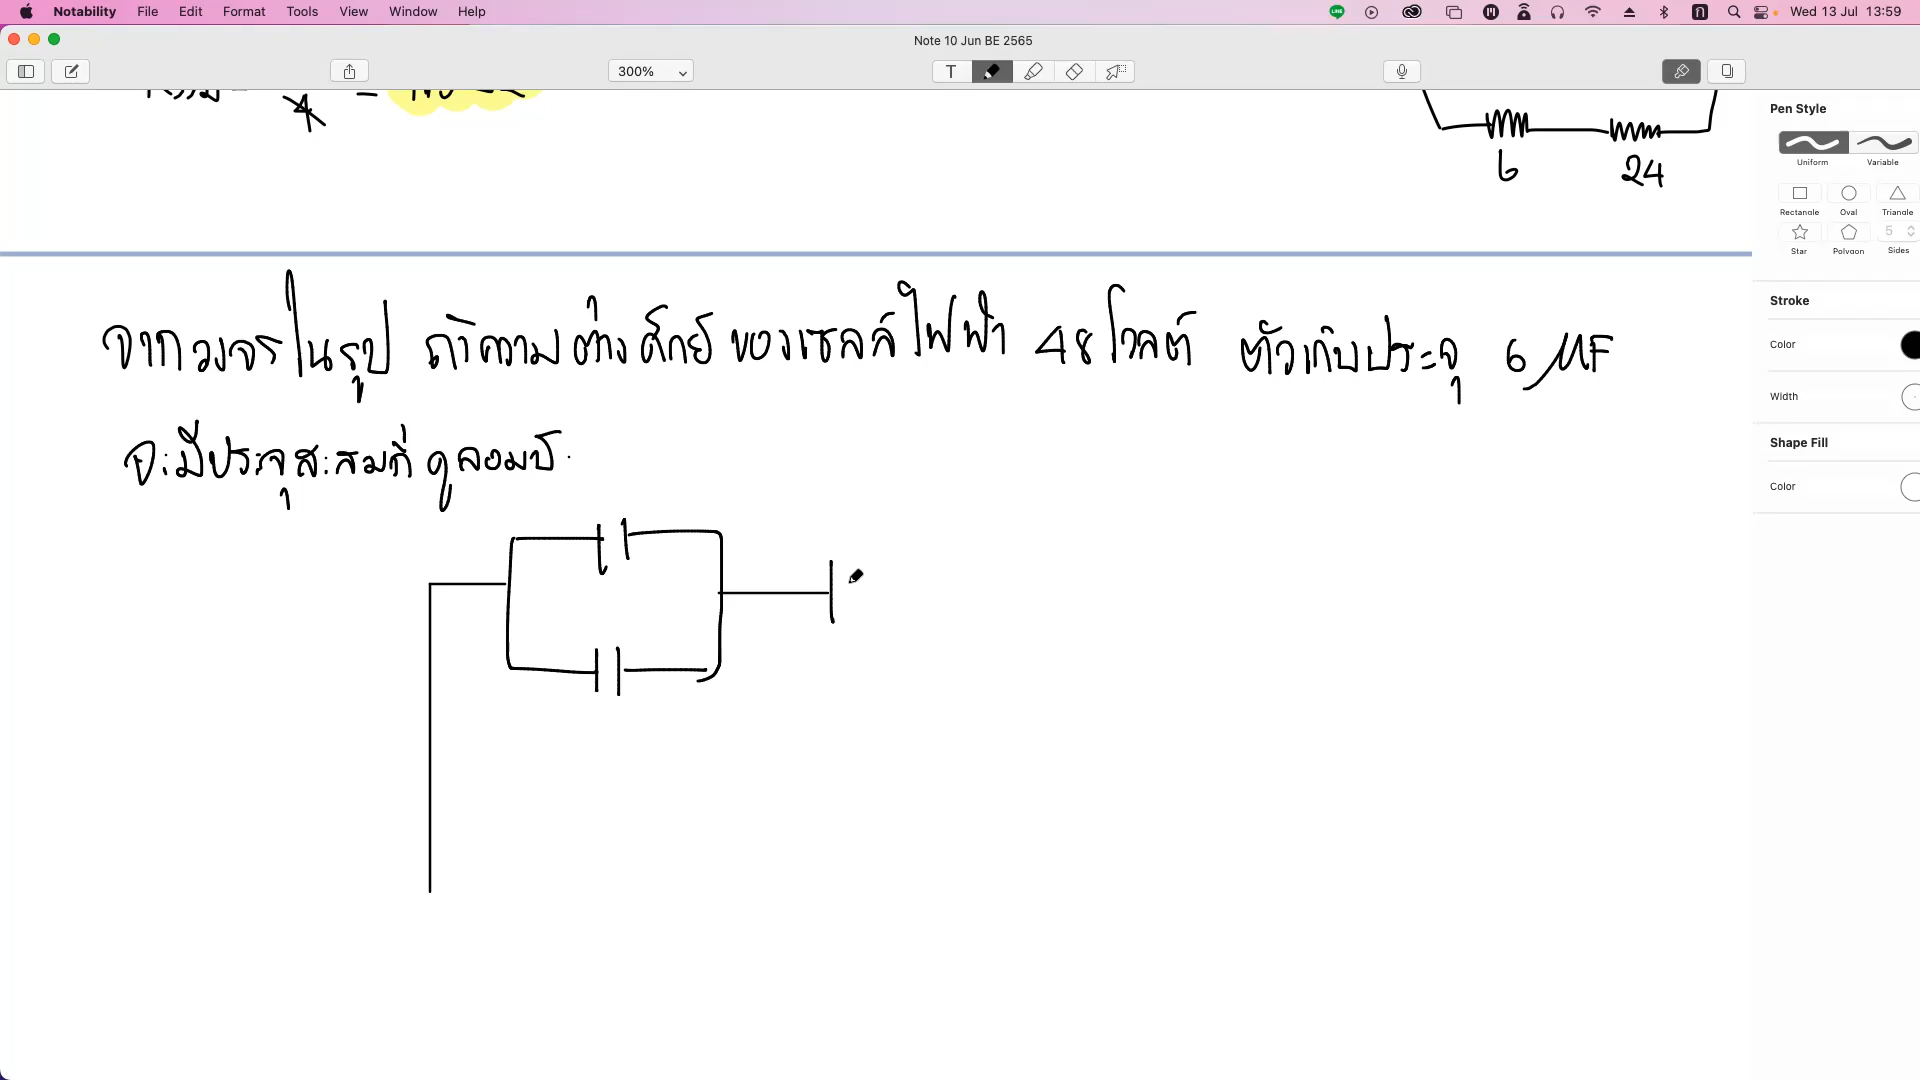 Notability File Edit Format Tools View Window Help Wed 13 Jul 13:59
Note 10 Jun BE 2565
300%
Pen Style
Uniform Variable
6 24
Rectangle Oval Triangle
5
Star Polygon Sides
จากวงจรในรูป ถ้าความต่างศักย์ของเซลล์ไฟฟ้า 48 โวลต์ ตัวเก็บประจุ 6 μF
จะมีประจุสะสมกี่คูลอมบ์
Stroke
Color
Width
Shape Fill
Color